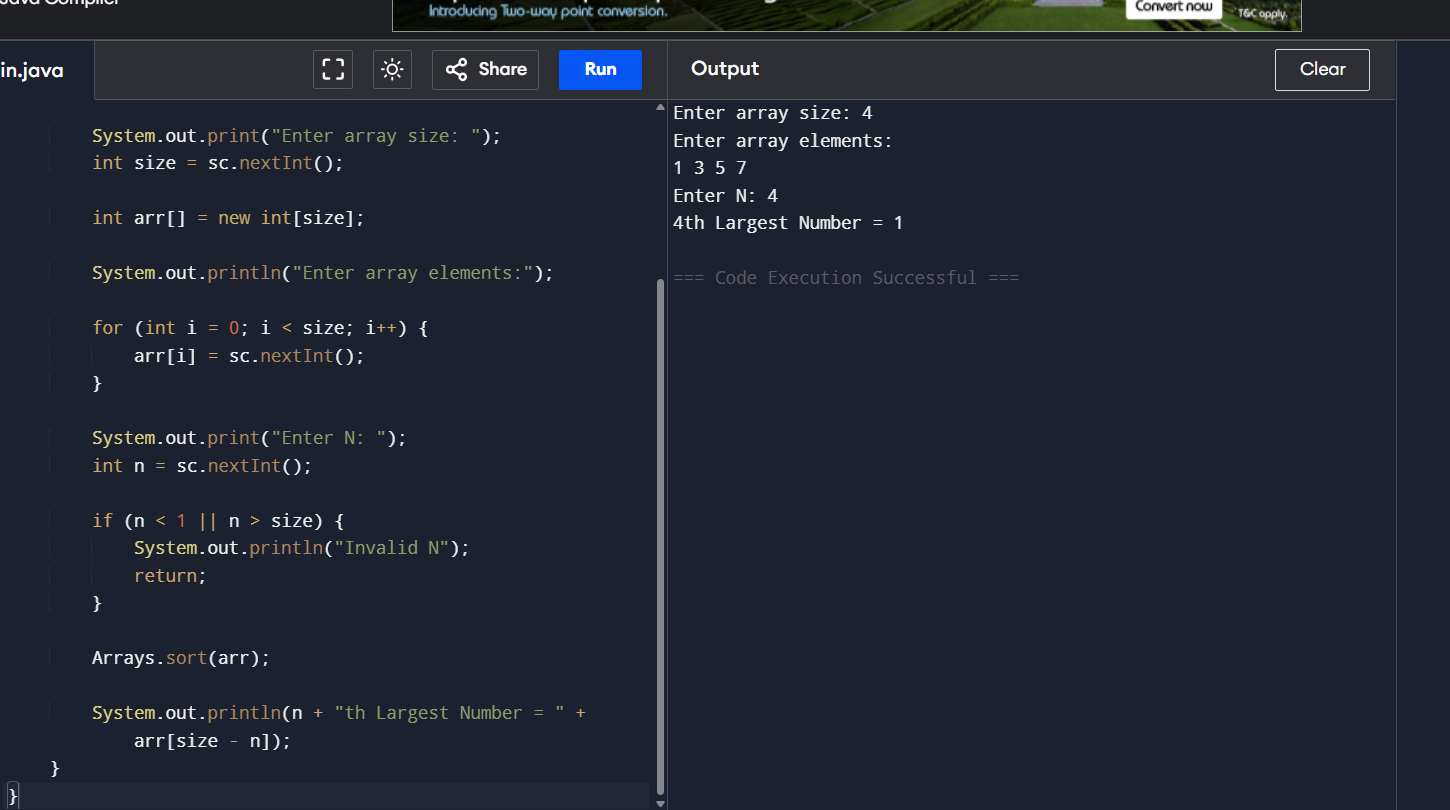 Java Compiler
Introducing Two-way point conversion.
Convert now
T&C apply.
in.java
Share
Run
Output
Clear
System.out.print("Enter array size: ");
int size = sc.nextInt();
int arr[] = new int[size];
System.out.println("Enter array elements:");
for (int i = 0; i < size; i++) {
arr[i] = sc.nextInt();
}
System.out.print("Enter N: ");
int n = sc.nextInt();
if (n < 1 || n > size) {
System.out.println("Invalid N");
return;
}
Arrays.sort(arr);
System.out.println(n + "th Largest Number = " +
arr[size - n]);
}
}
Enter array size: 4
Enter array elements:
1 3 5 7
Enter N: 4
4th Largest Number = 1
=== Code Execution Successful ===